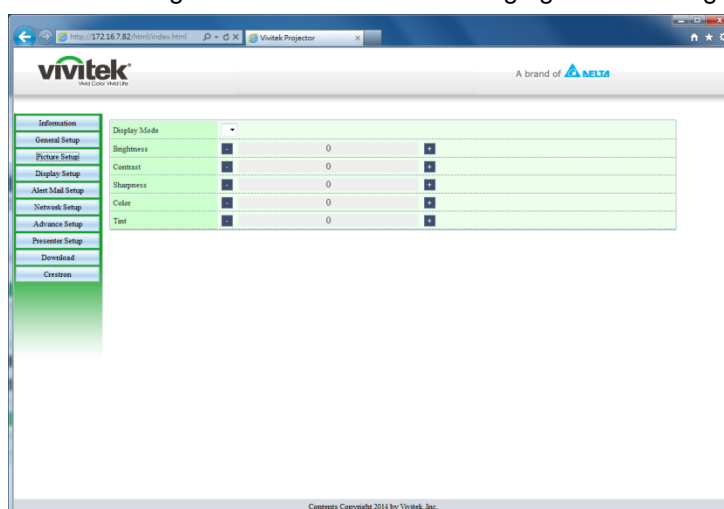 http://172.16.7.82/html/index.html
Vivitek Projector
vivitek
Vivid Color Vivid Life
A brand of DELTA
Information
General Setup
Picture Setup
Display Setup
Alert Mail Setup
Network Setup
Advance Setup
Presenter Setup
Download
Crestron
Display Mode
Brightness - 0 +
Contrast - 0 +
Sharpness - 0 +
Color - 0 +
Tint - 0 +
Contents Copyright 2014 by Vivitek, Inc.